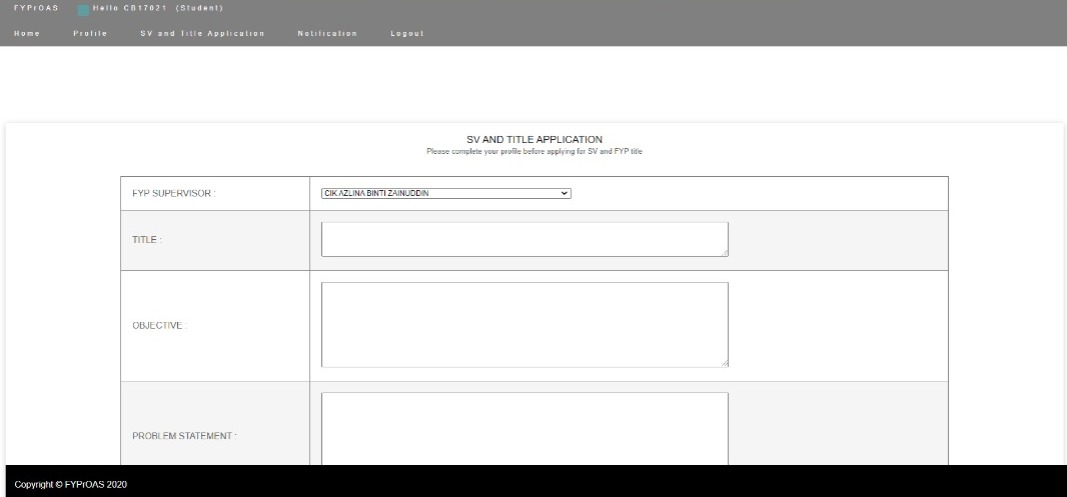 FYPrOAS Hello CB17021 (Student)
Home Profile SV and Title Application Notification Logout
SV AND TITLE APPLICATION
Please complete your profile before applying for SV and FYP title
FYP SUPERVISOR : CIK AZLINA BINTI ZAINUDDIN
TITLE :
OBJECTIVE :
PROBLEM STATEMENT :
Copyright © FYPrOAS 2020